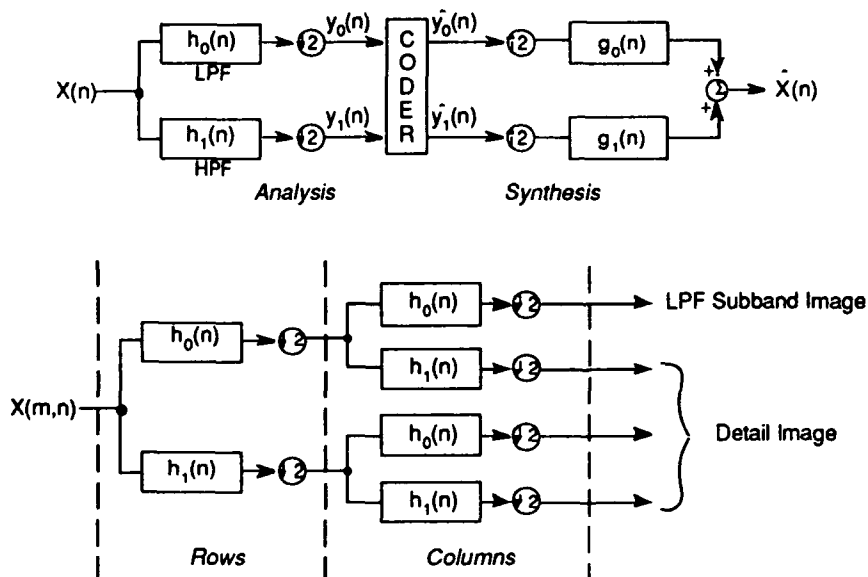 y₀(n)
ŷ₀(n)
h₀(n)
↓2
↑2
g₀(n)
LPF
+
X(n)
CODER
Σ
X̂(n)
+
y₁(n)
ŷ₁(n)
h₁(n)
↓2
↑2
g₁(n)
HPF
Analysis
Synthesis
h₀(n)
↓2
LPF Subband Image
h₀(n)
↓2
h₁(n)
↓2
X(m,n)
h₀(n)
↓2
Detail Image
h₁(n)
↓2
h₁(n)
↓2
Rows
Columns